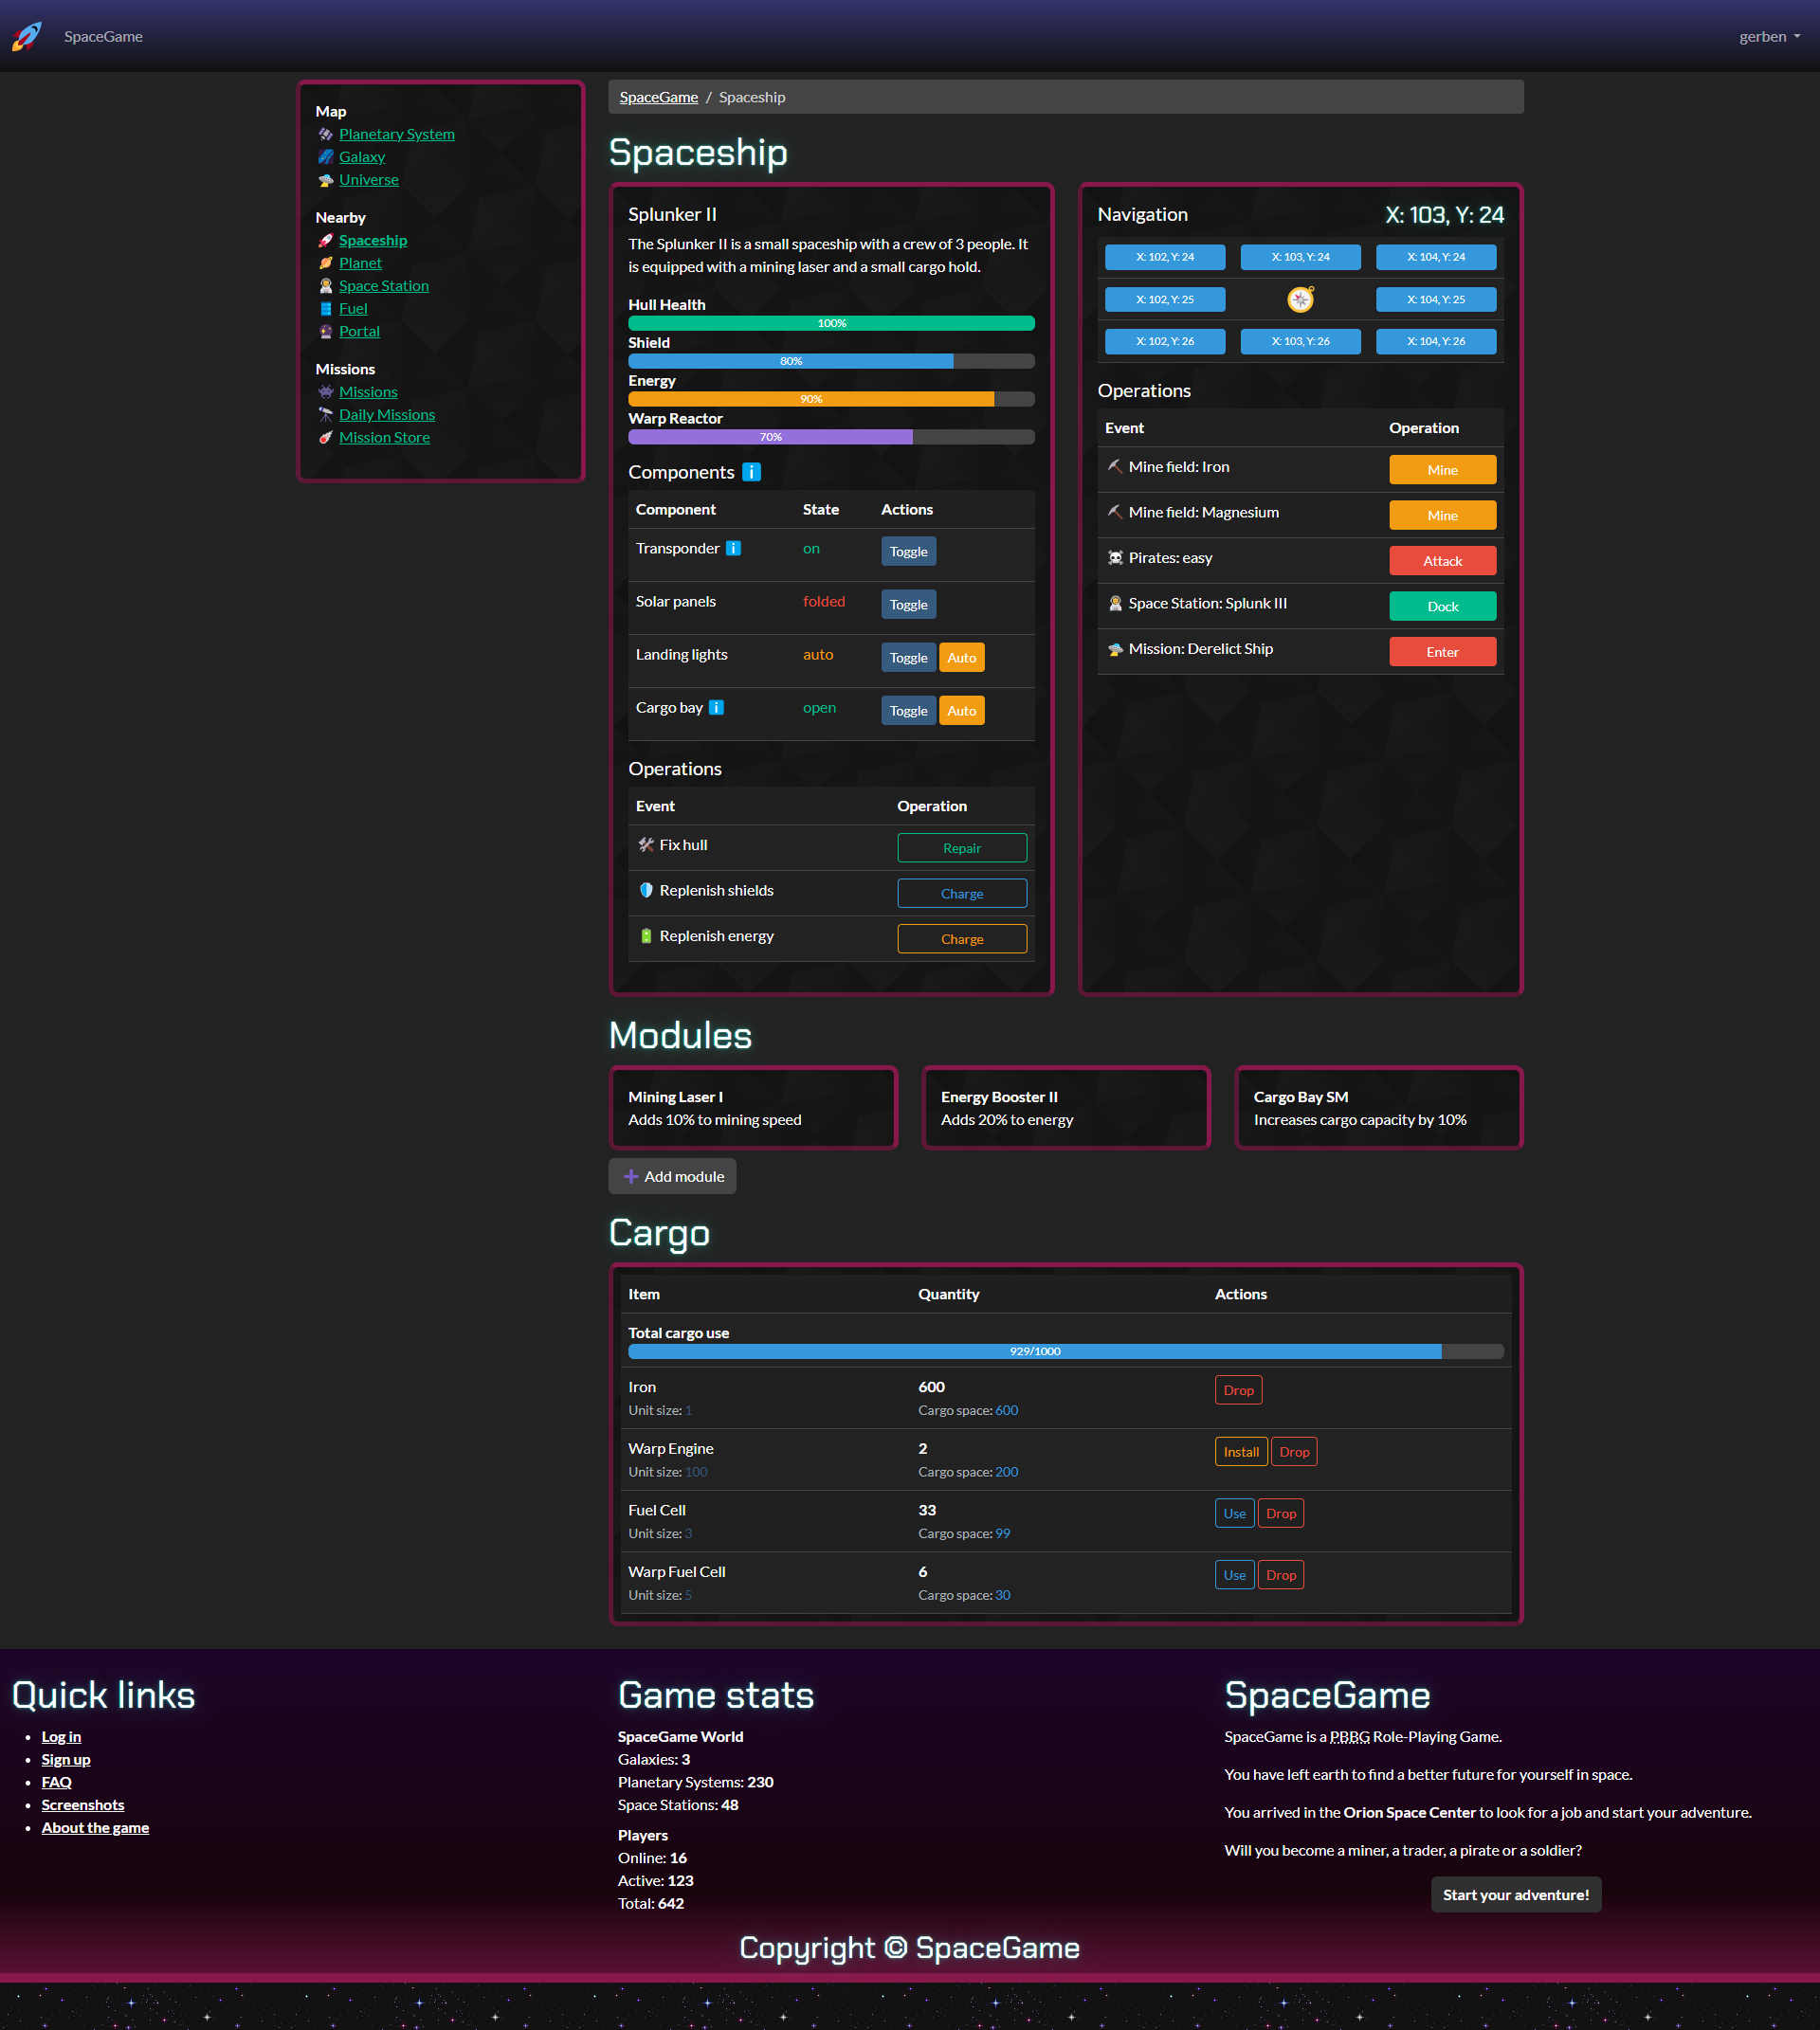 SpaceGame
gerben
Map
Planetary System
Galaxy
Universe
Nearby
Spaceship
Planet
Space Station
Fuel
Portal
Missions
Missions
Daily Missions
Mission Store
SpaceGame / Spaceship
Spaceship
Splunker II
The Splunker II is a small spaceship with a crew of 3 people. It
is equipped with a mining laser and a small cargo hold.
Hull Health
100%
Shield
80%
Energy
90%
Warp Reactor
70%
Components
Component State Actions
Transponder on Toggle
Solar panels folded Toggle
Landing lights auto Toggle Auto
Cargo bay open Toggle Auto
Operations
Event Operation
Fix hull Repair
Replenish shields Charge
Replenish energy Charge
Navigation X: 103, Y: 24
X: 102, Y: 24 X: 103, Y: 24 X: 104, Y: 24
X: 102, Y: 25 X: 104, Y: 25
X: 102, Y: 26 X: 103, Y: 26 X: 104, Y: 26
Operations
Event Operation
Mine field: Iron Mine
Mine field: Magnesium Mine
Pirates: easy Attack
Space Station: Splunk III Dock
Mission: Derelict Ship Enter
Modules
Mining Laser I
Adds 10% to mining speed
Energy Booster II
Adds 20% to energy
Cargo Bay SM
Increases cargo capacity by 10%
Add module
Cargo
Item Quantity Actions
Total cargo use
929/1000
Iron 600 Drop
Unit size: 1 Cargo space: 600
Warp Engine 2 Install Drop
Unit size: 100 Cargo space: 200
Fuel Cell 33 Use Drop
Unit size: 3 Cargo space: 99
Warp Fuel Cell 6 Use Drop
Unit size: 5 Cargo space: 30
Quick links
Log in
Sign up
FAQ
Screenshots
About the game
Game stats
SpaceGame World
Galaxies: 3
Planetary Systems: 230
Space Stations: 48
Players
Online: 16
Active: 123
Total: 642
SpaceGame
SpaceGame is a PBBG Role-Playing Game.
You have left earth to find a better future for yourself in space.
You arrived in the Orion Space Center to look for a job and start your adventure.
Will you become a miner, a trader, a pirate or a soldier?
Start your adventure!
Copyright © SpaceGame